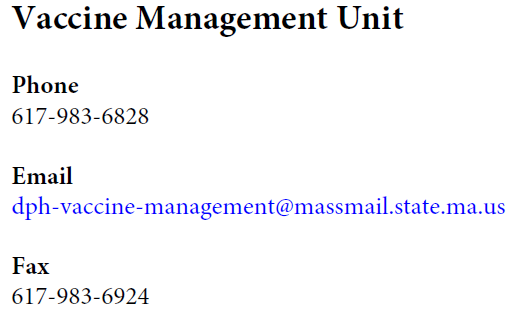 Vaccine Management Unit
Phone
617-983-6828
Email
dph-vaccine-management@massmail.state.ma.us
Fax
617-983-6924